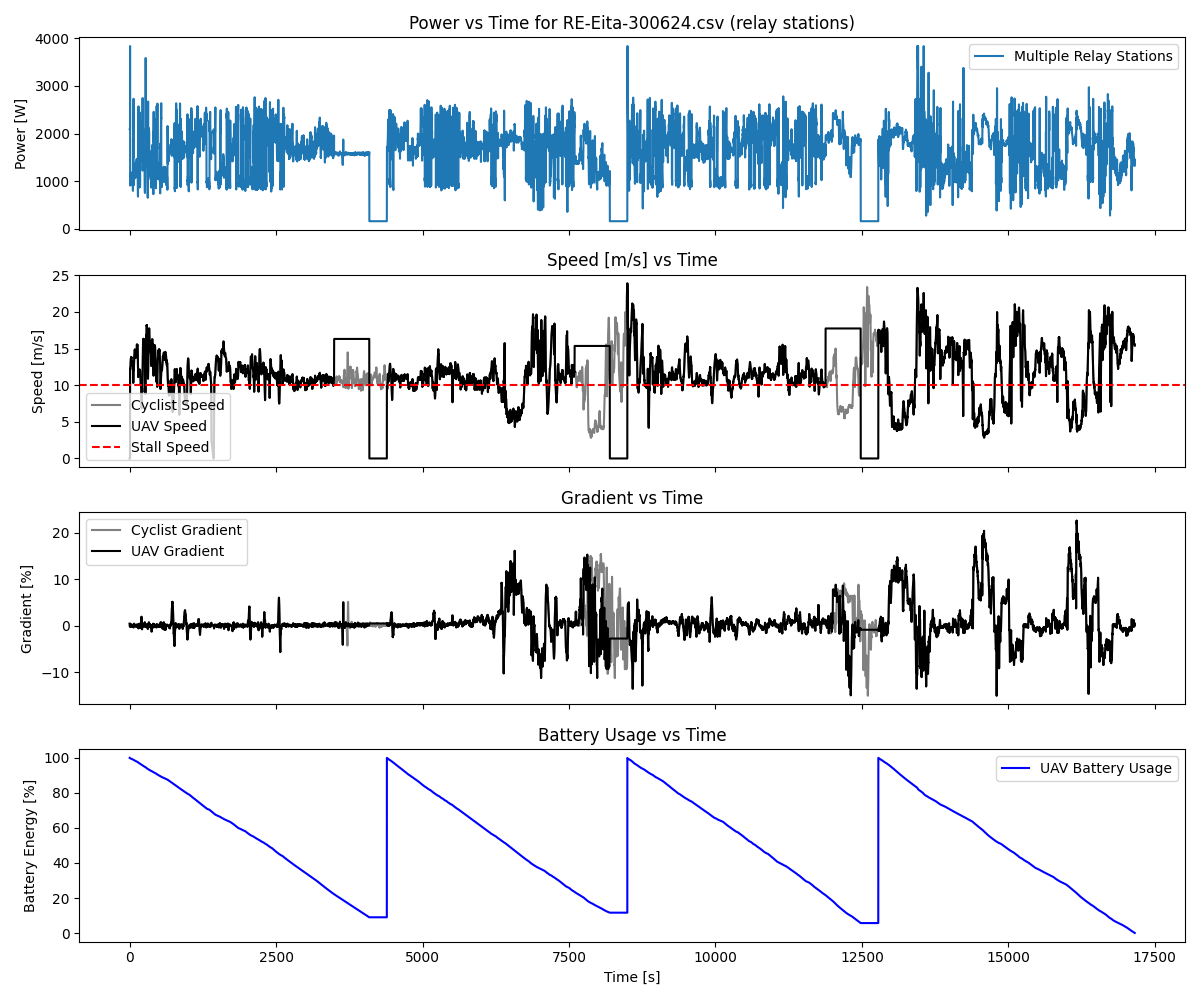 Power vs Time for RE-Eita-300624.csv (relay stations)
Power [W]
4000
3000
2000
1000
0
Multiple Relay Stations
Speed [m/s] vs Time
Speed [m/s]
25
20
15
10
5
0
Cyclist Speed
UAV Speed
Stall Speed
Gradient vs Time
Gradient [%]
20
10
0
−10
Cyclist Gradient
UAV Gradient
Battery Usage vs Time
Battery Energy [%]
100
80
60
40
20
0
UAV Battery Usage
0 2500 5000 7500 10000 12500 15000 17500
Time [s]